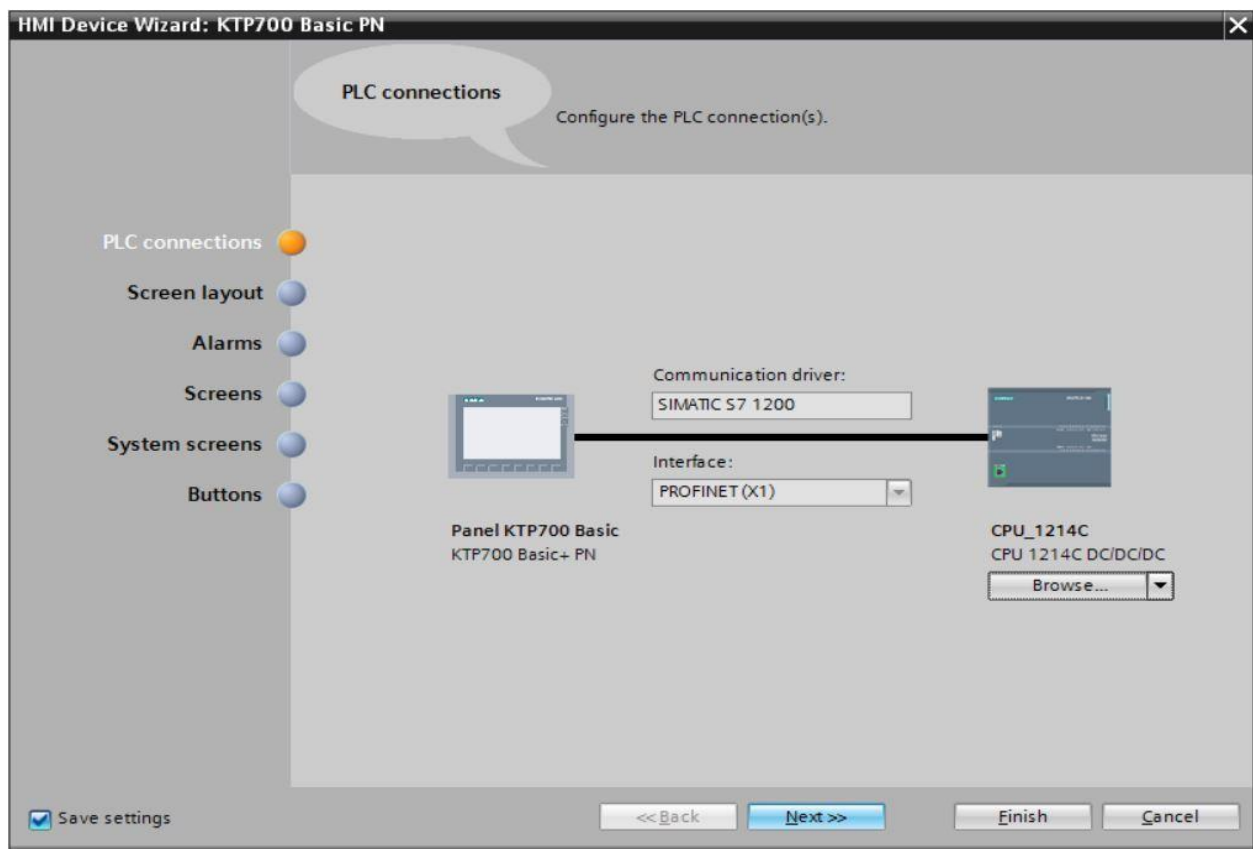 HMI Device Wizard: KTP700 Basic PN
PLC connections
Configure the PLC connection(s).
PLC connections
Screen layout
Alarms
Screens
System screens
Buttons
Communication driver:
SIMATIC S7 1200
Interface:
PROFINET (X1)
Panel KTP700 Basic
KTP700 Basic+ PN
CPU_1214C
CPU 1214C DC/DC/DC
Browse...
Save settings
<< Back
Next >>
Finish
Cancel